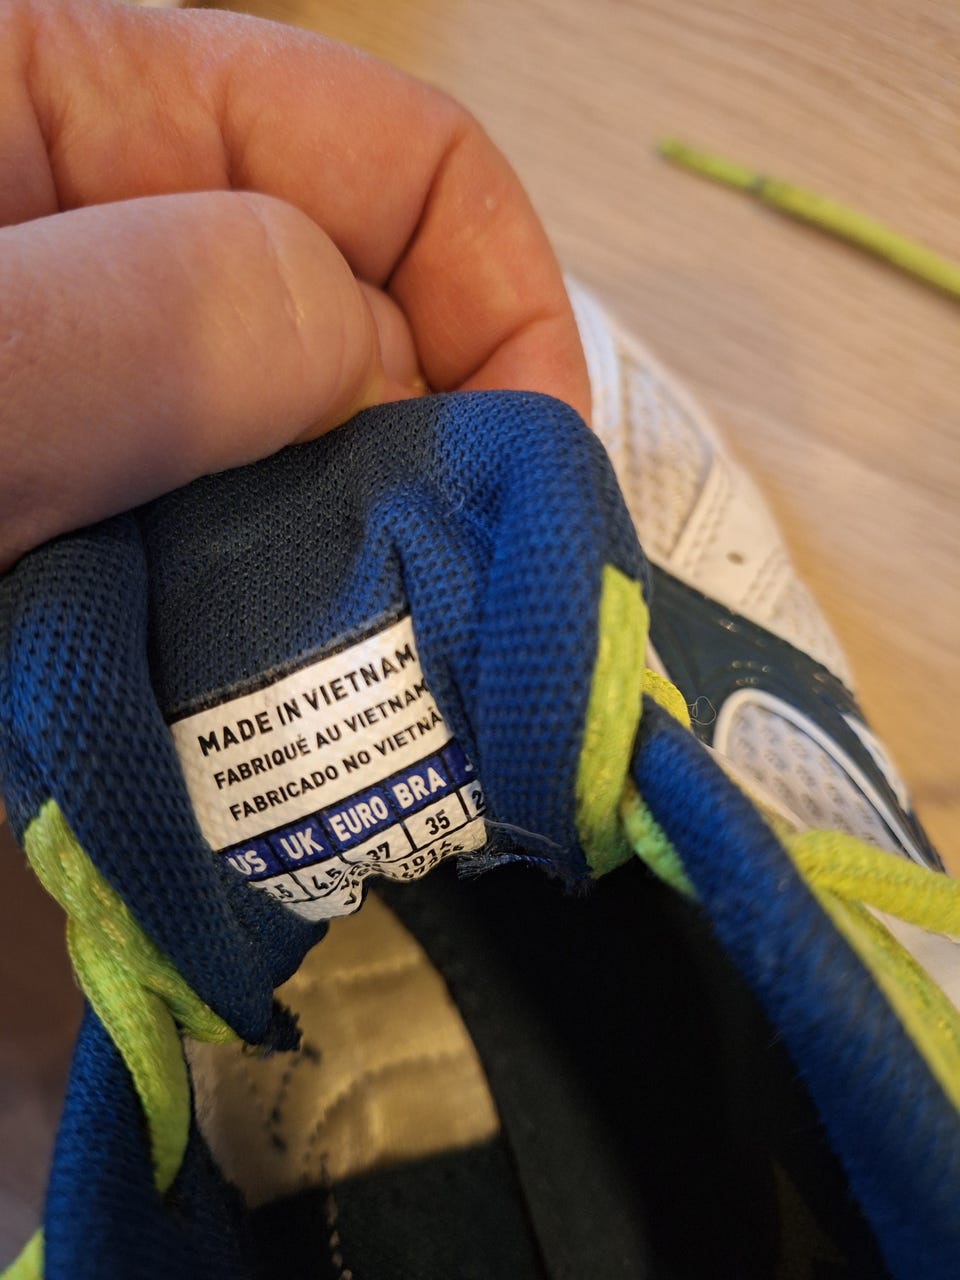 MADE IN VIETNAM
FABRIQUÉ AU VIETNAM
FABRICADO NO VIETNÃ
US UK EURO BRA
4.5 37 35